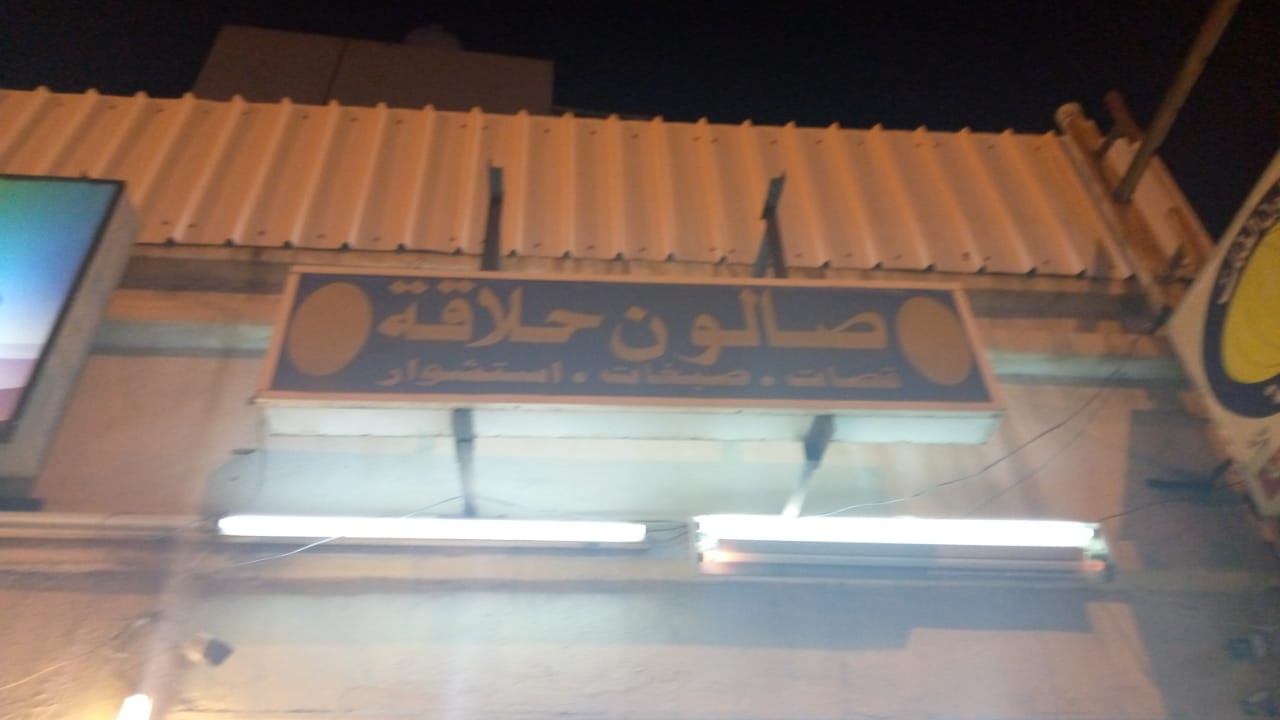 صالون حلاقة
قصات . صبغات . استشوار